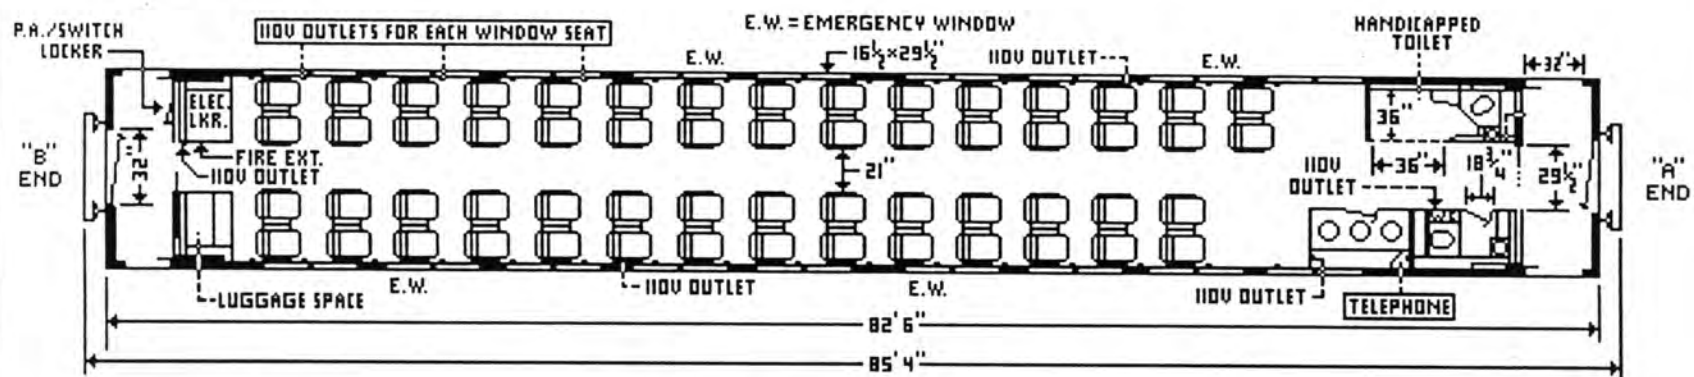 P.A./SWITCH
LOCKER
110V OUTLETS FOR EACH WINDOW SEAT
E.W. = EMERGENCY WINDOW
E.W.
16½×29½"
110V OUTLET
E.W.
HANDICAPPED
TOILET
32"
ELEC.
LKR.
36"
"B"
END
32"
FIRE EXT.
110V OUTLET
21"
36"
18¾"
110V
OUTLET
29½"
"A"
END
LUGGAGE SPACE
E.W.
110V OUTLET
E.W.
110V OUTLET
TELEPHONE
82'6"
85'4"